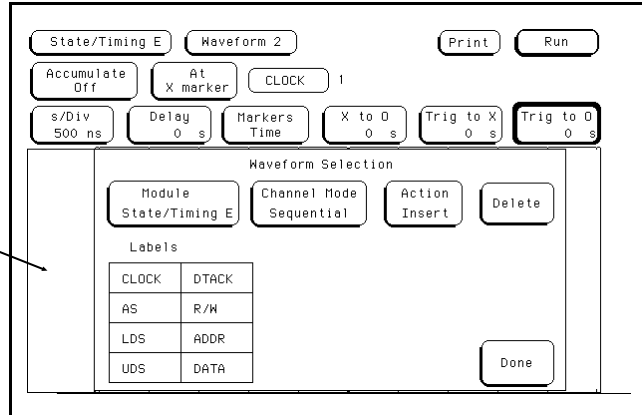 State/Timing E Waveform 2 Print Run
Accumulate Off At X marker CLOCK 1
s/Div 500 ns Delay 0 s Markers Time X to O 0 s Trig to X 0 s Trig to O 0 s
Waveform Selection
Module State/Timing E Channel Mode Sequential Action Insert Delete
Labels
CLOCK DTACK
AS R/W
LDS ADDR
UDS DATA
Done